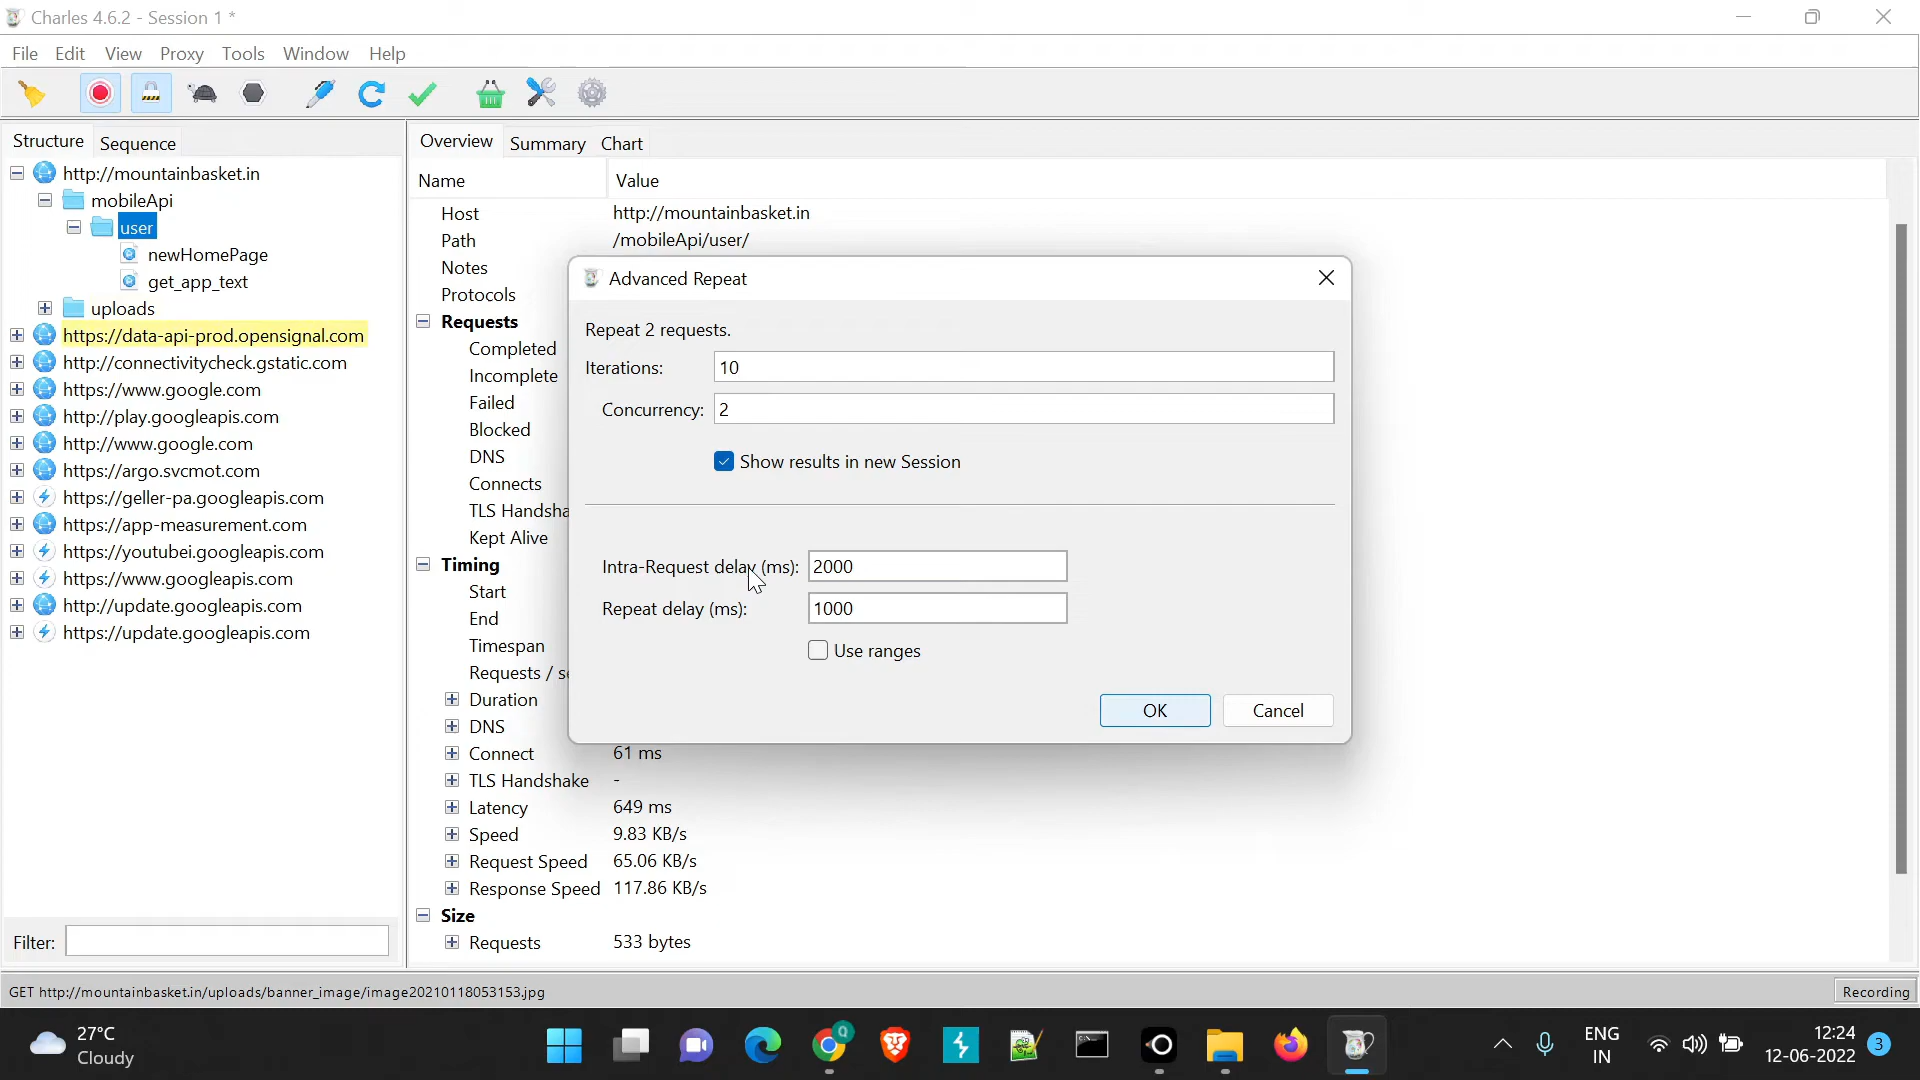 Charles 4.6.2 - Session 1 *
File Edit View Proxy Tools Window Help
Structure Sequence
http://mountainbasket.in
mobileApi
user
newHomePage
get_app_text
uploads
https://data-api-prod.opensignal.com
http://connectivitycheck.gstatic.com
https://www.google.com
http://play.googleapis.com
http://www.google.com
https://argo.svcmot.com
https://geller-pa.googleapis.com
https://app-measurement.com
https://youtubei.googleapis.com
https://www.googleapis.com
http://update.googleapis.com
https://update.googleapis.com
Filter:
Overview Summary Chart
Name Value
Host http://mountainbasket.in
Path /mobileApi/user/
Notes
Protocols
Requests
Completed
Incomplete
Failed
Blocked
DNS
Connects
TLS Handsha
Kept Alive
Timing
Start
End
Timespan
Requests / se
Duration
DNS
Connect 61 ms
TLS Handshake -
Latency 649 ms
Speed 9.83 KB/s
Request Speed 65.06 KB/s
Response Speed 117.86 KB/s
Size
Requests 533 bytes
Advanced Repeat
Repeat 2 requests.
Iterations: 10
Concurrency: 2
Show results in new Session
Intra-Request delay (ms): 2000
Repeat delay (ms): 1000
Use ranges
OK Cancel
GET http://mountainbasket.in/uploads/banner_image/image20210118053153.jpg Recording
27°C
Cloudy
Q
ENG
IN
12:24
12-06-2022
3